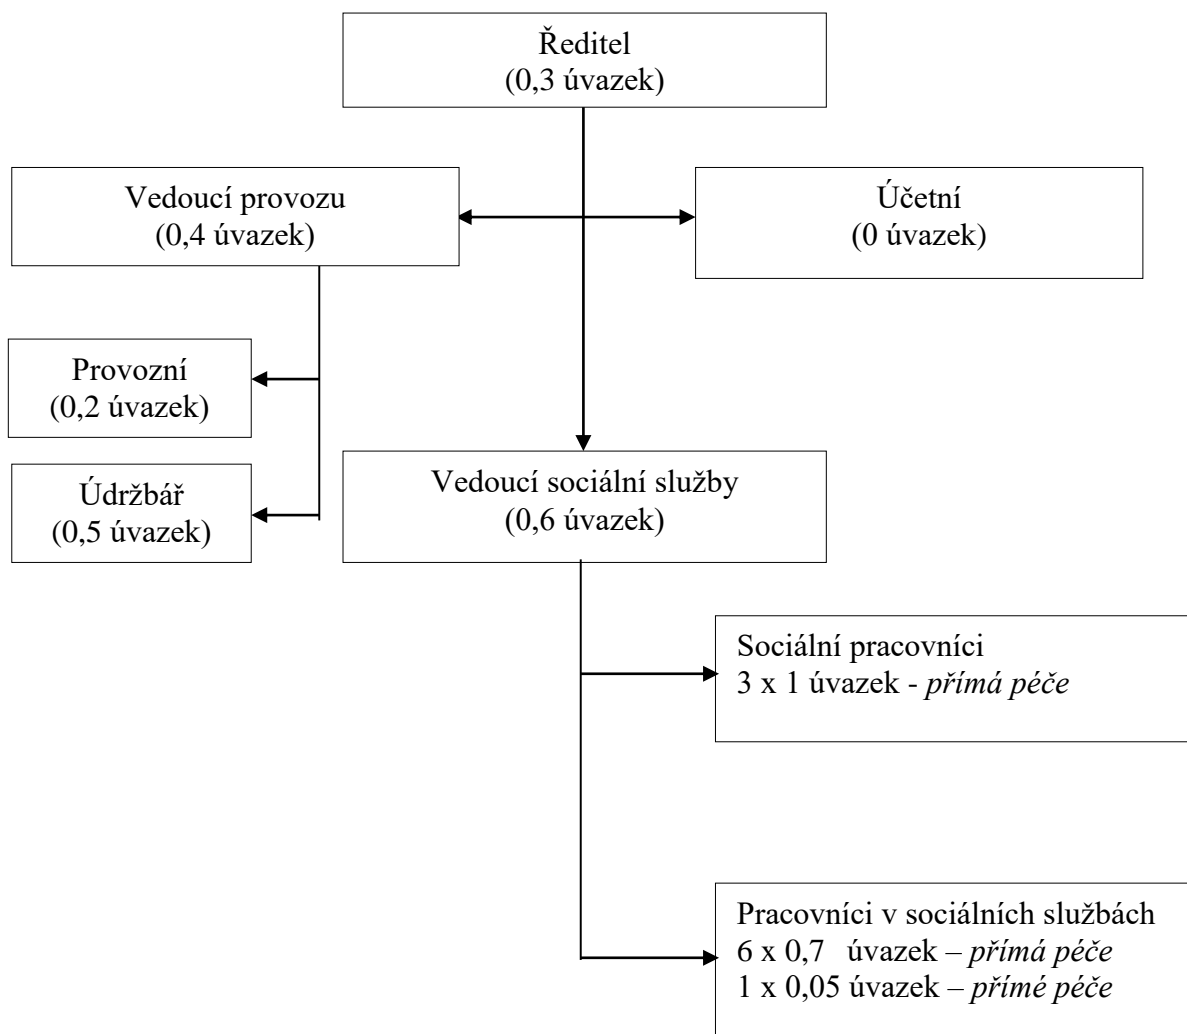 Ředitel
(0,3 úvazek)
Vedoucí provozu
(0,4 úvazek)
Účetní
(0 úvazek)
Provozní
(0,2 úvazek)
Údržbář
(0,5 úvazek)
Vedoucí sociální služby
(0,6 úvazek)
Sociální pracovníci
3 x 1 úvazek - přímá péče
Pracovníci v sociálních službách
6 x 0,7 úvazek – přímá péče
1 x 0,05 úvazek – přímé péče